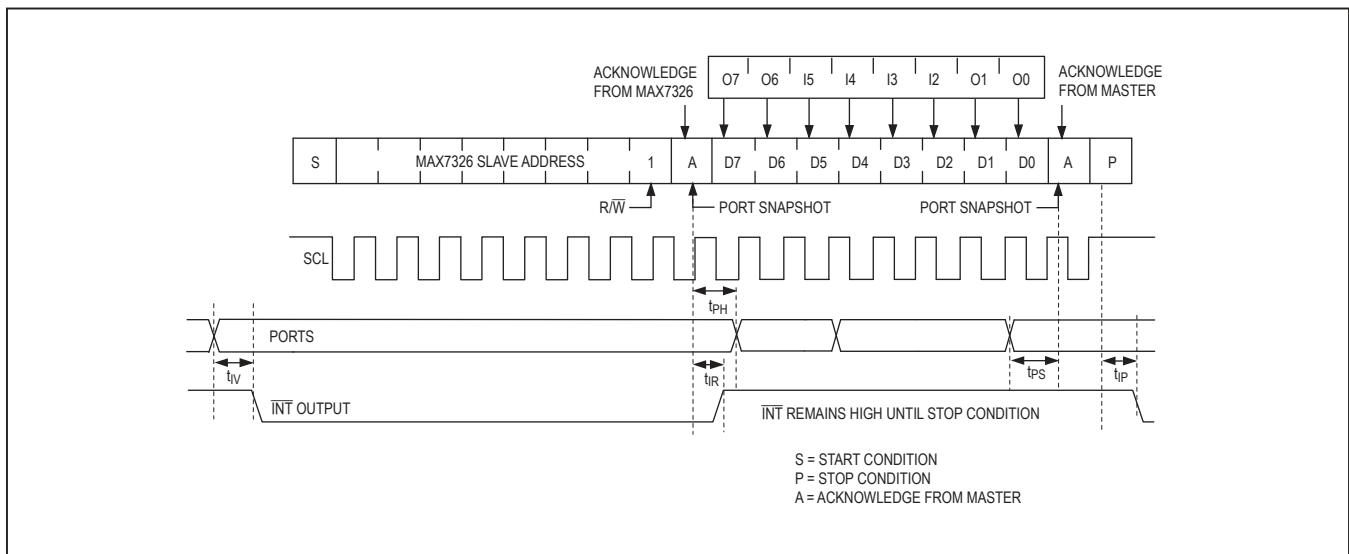 ACKNOWLEDGE
FROM MAX7326
O7 O6 I5 I4 I3 I2 O1 O0
ACKNOWLEDGE
FROM MASTER
S MAX7326 SLAVE ADDRESS 1 A D7 D6 D5 D4 D3 D2 D1 D0 A P
R/W̅ PORT SNAPSHOT PORT SNAPSHOT
SCL
tPH
PORTS
tIV tIR tPS tIP
I̅N̅T̅ OUTPUT I̅N̅T̅ REMAINS HIGH UNTIL STOP CONDITION
S = START CONDITION
P = STOP CONDITION
A = ACKNOWLEDGE FROM MASTER